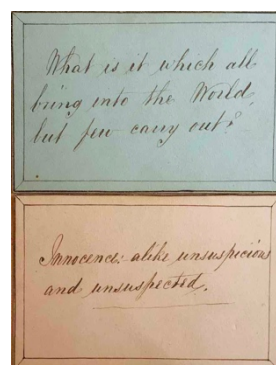 What is it which all
bring into the World,
but few carry out?
Innocence: alike unsuspicious
and unsuspected.